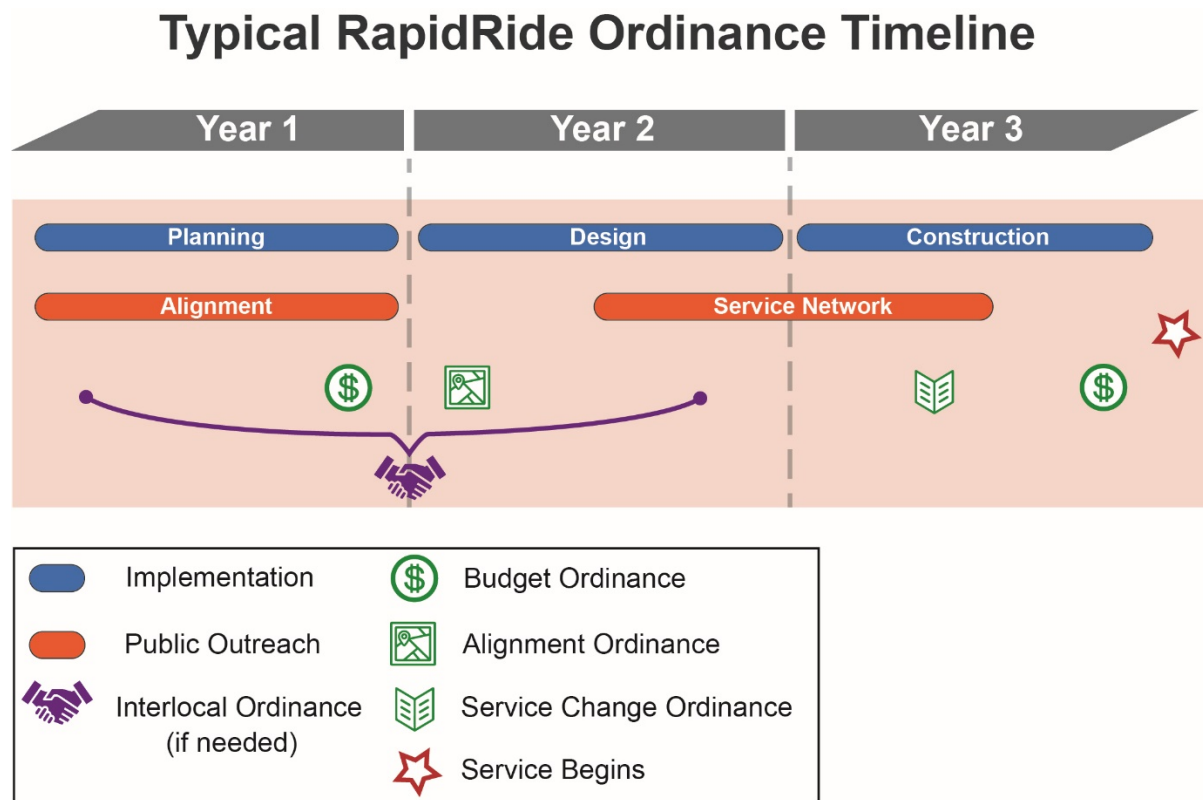 Typical RapidRide Ordinance Timeline
Year 1 Year 2 Year 3
Planning Design Construction
Alignment Service Network
$ $
Implementation
Public Outreach
Interlocal Ordinance
(if needed)
$ Budget Ordinance
Alignment Ordinance
Service Change Ordinance
Service Begins